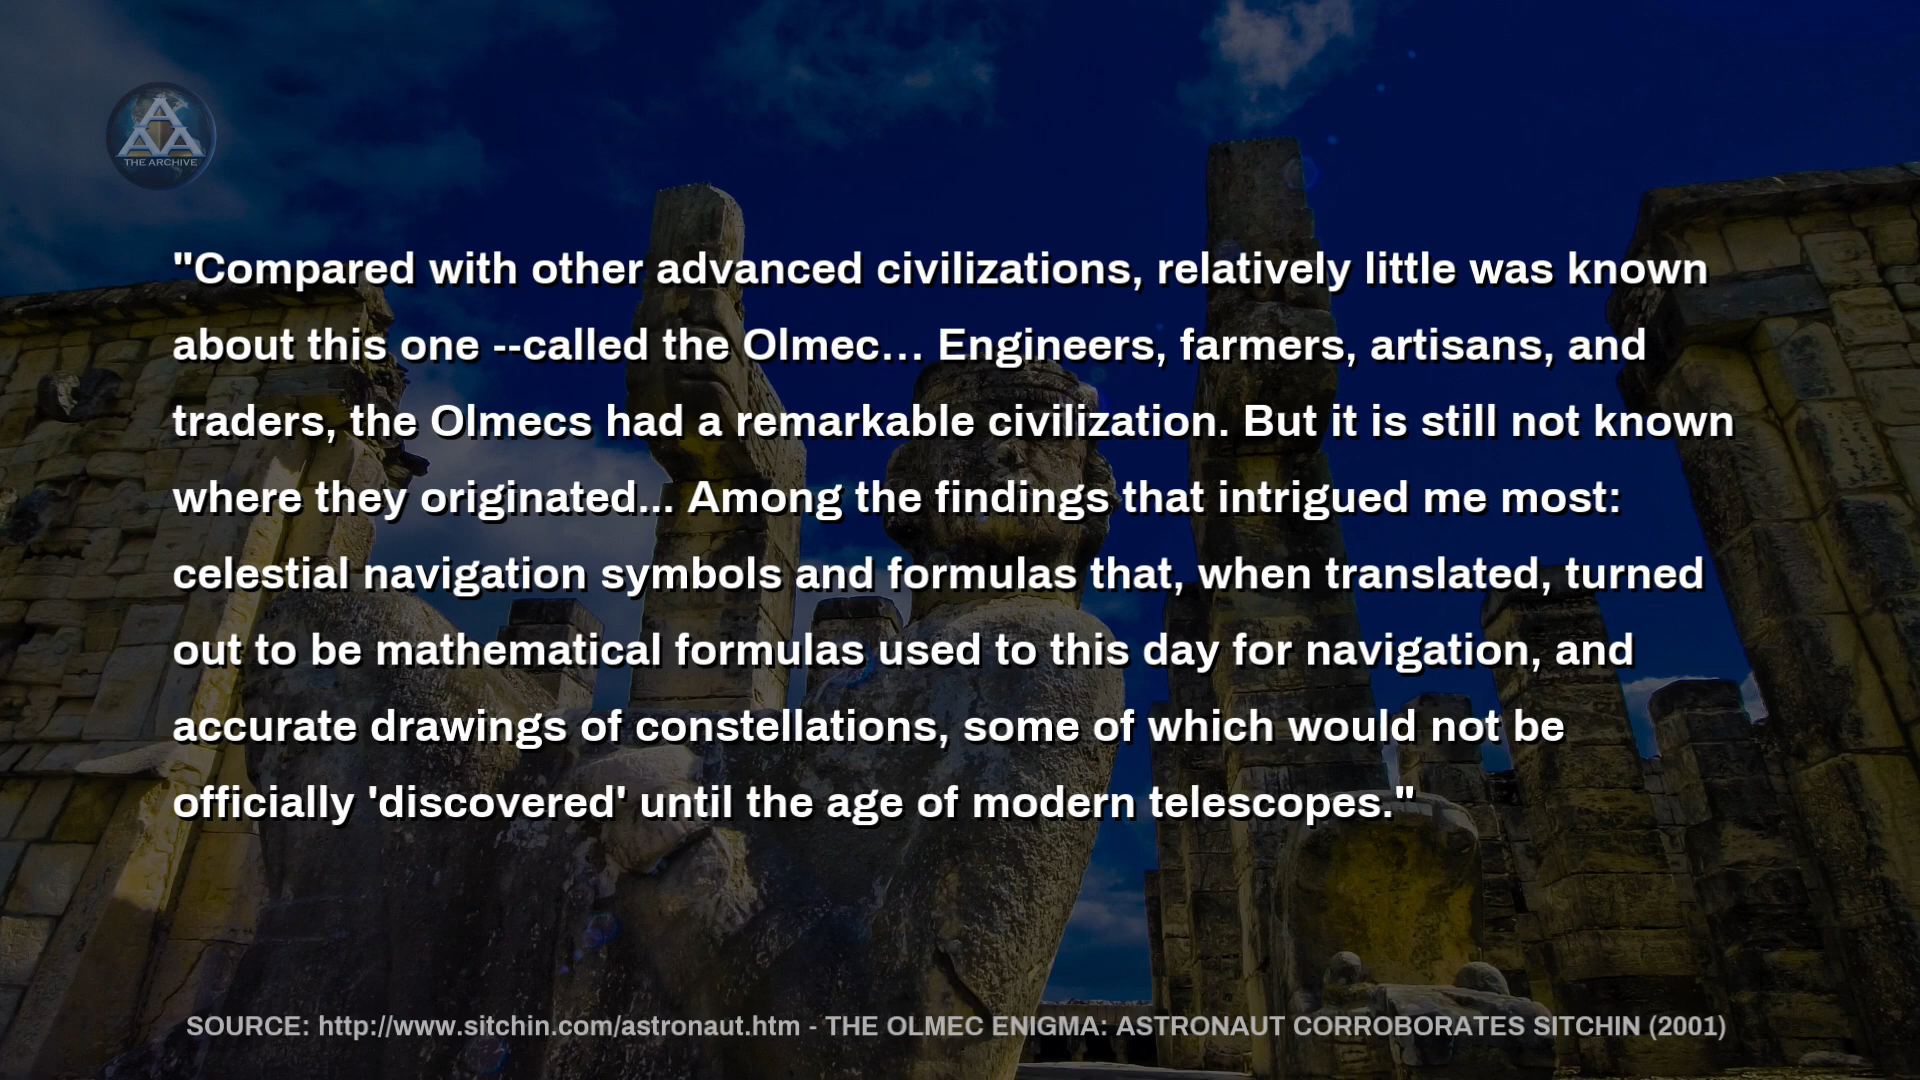 A
AA
THE ARCHIVE
"Compared with other advanced civilizations, relatively little was known
about this one --called the Olmec… Engineers, farmers, artisans, and
traders, the Olmecs had a remarkable civilization. But it is still not known
where they originated... Among the findings that intrigued me most:
celestial navigation symbols and formulas that, when translated, turned
out to be mathematical formulas used to this day for navigation, and
accurate drawings of constellations, some of which would not be
officially 'discovered' until the age of modern telescopes."
SOURCE: http://www.sitchin.com/astronaut.htm - THE OLMEC ENIGMA: ASTRONAUT CORROBORATES SITCHIN (2001)